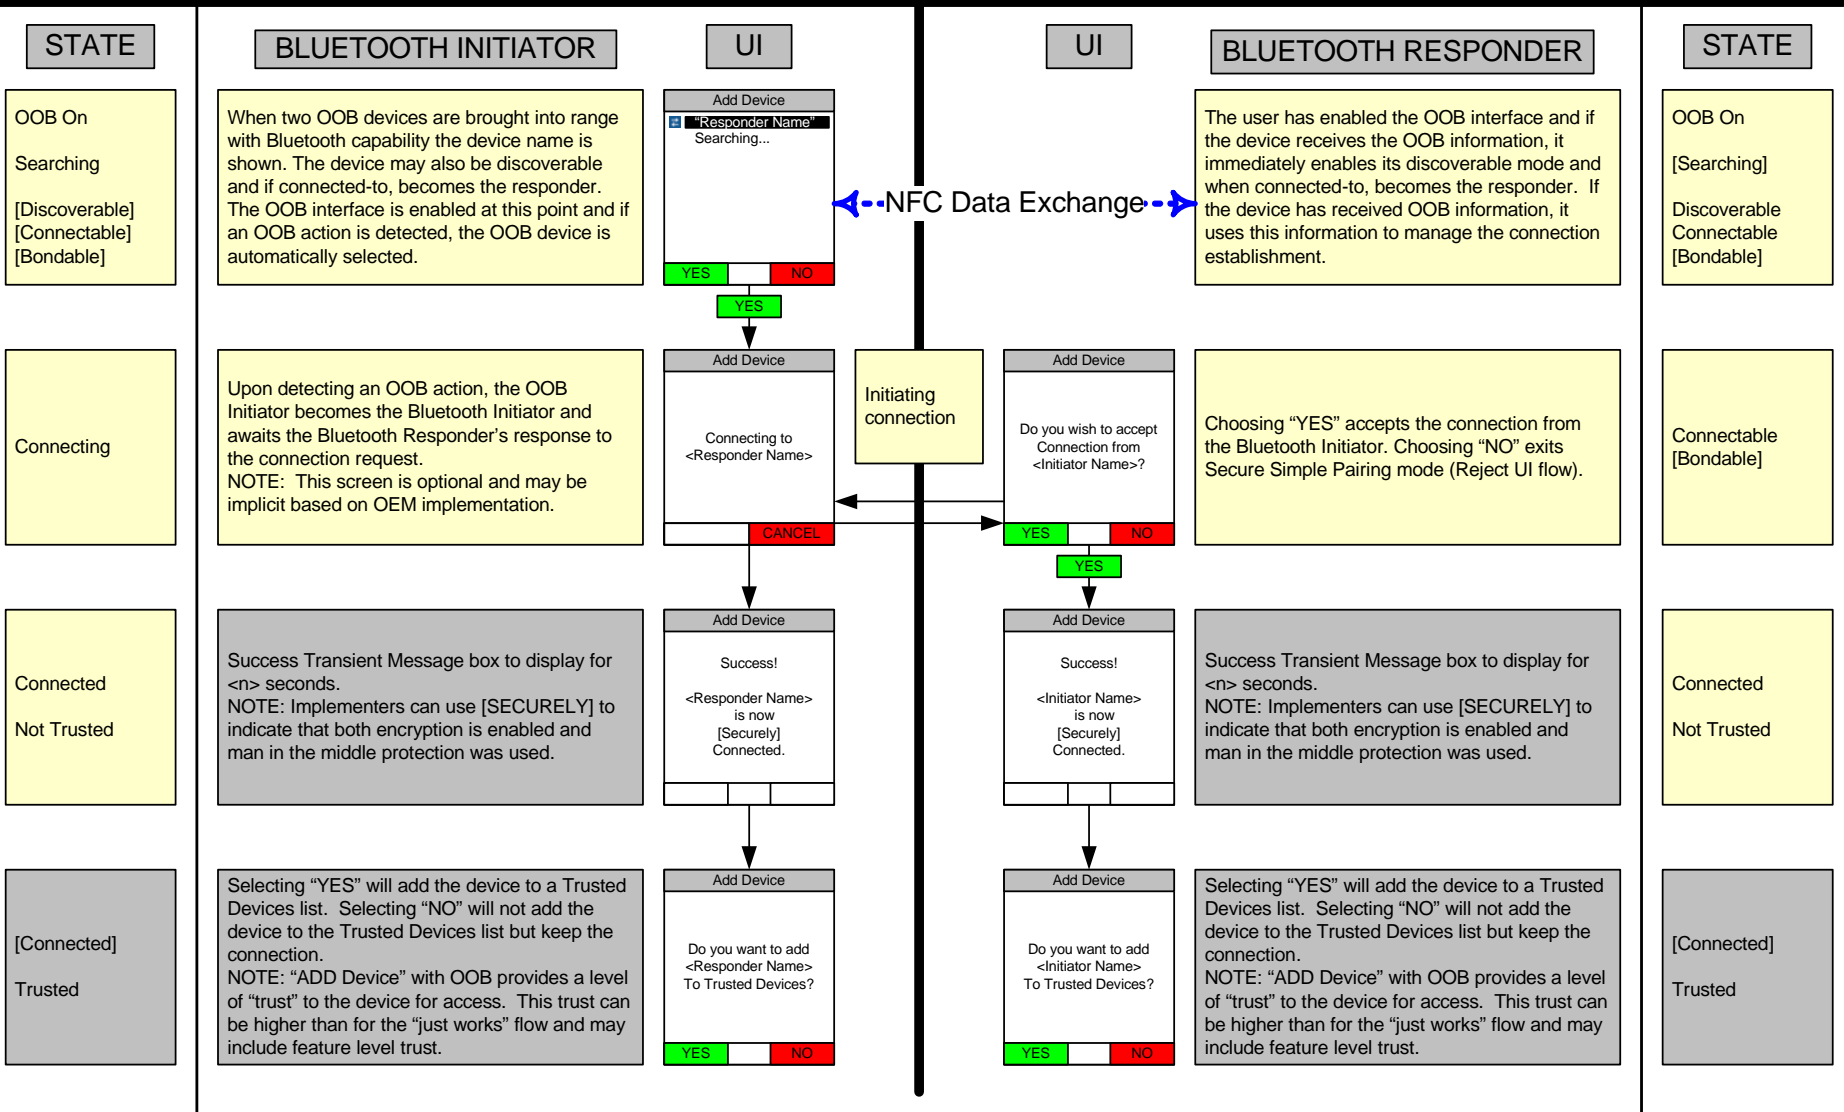 STATE
BLUETOOTH INITIATOR
UI
UI
BLUETOOTH RESPONDER
STATE
OOB On
Searching
[Discoverable]
[Connectable]
[Bondable]
When two OOB devices are brought into range
with Bluetooth capability the device name is
shown. The device may also be discoverable
and if connected-to, becomes the responder.
The OOB interface is enabled at this point and if
an OOB action is detected, the OOB device is
automatically selected.
Add Device
"Responder Name"
Searching...
YES
NO
YES
NFC Data Exchange
The user has enabled the OOB interface and if
the device receives the OOB information, it
immediately enables its discoverable mode and
when connected-to, becomes the responder.  If
the device has received OOB information, it
uses this information to manage the connection
establishment.
OOB On
[Searching]
Discoverable
Connectable
[Bondable]
Connecting
Upon detecting an OOB action, the OOB
Initiator becomes the Bluetooth Initiator and
awaits the Bluetooth Responder's response to
the connection request.
NOTE:  This screen is optional and may be
implicit based on OEM implementation.
Add Device
Connecting to
<Responder Name>
CANCEL
Initiating
connection
Add Device
Do you wish to accept
Connection from
<Initiator Name>?
YES
NO
YES
Choosing “YES” accepts the connection from
the Bluetooth Initiator. Choosing “NO” exits
Secure Simple Pairing mode (Reject UI flow).
Connectable
[Bondable]
Connected
Not Trusted
Success Transient Message box to display for
<n> seconds.
NOTE: Implementers can use [SECURELY] to
indicate that both encryption is enabled and
man in the middle protection was used.
Add Device
Success!
<Responder Name>
is now
[Securely]
Connected.
Add Device
Success!
<Initiator Name>
is now
[Securely]
Connected.
Success Transient Message box to display for
<n> seconds.
NOTE: Implementers can use [SECURELY] to
indicate that both encryption is enabled and
man in the middle protection was used.
Connected
Not Trusted
[Connected]
Trusted
Selecting “YES” will add the device to a Trusted
Devices list.  Selecting “NO” will not add the
device to the Trusted Devices list but keep the
connection.
NOTE: “ADD Device” with OOB provides a level
of “trust” to the device for access.  This trust can
be higher than for the “just works” flow and may
include feature level trust.
Add Device
Do you want to add
<Responder Name>
To Trusted Devices?
YES
NO
Add Device
Do you want to add
<Initiator Name>
To Trusted Devices?
YES
NO
Selecting “YES” will add the device to a Trusted
Devices list.  Selecting “NO” will not add the
device to the Trusted Devices list but keep the
connection.
NOTE: “ADD Device” with OOB provides a level
of “trust” to the device for access.  This trust can
be higher than for the “just works” flow and may
include feature level trust.
[Connected]
Trusted